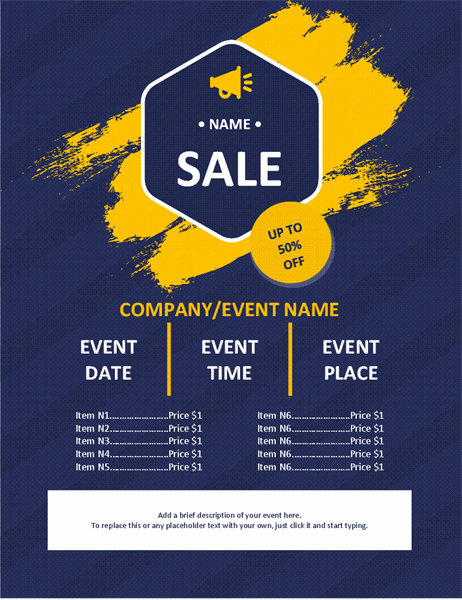 • NAME •
SALE
UP TO
50%
OFF
COMPANY/EVENT NAME
EVENT
DATE
EVENT
TIME
EVENT
PLACE
Item N1.........................Price $1
Item N2.........................Price $1
Item N3.........................Price $1
Item N4.........................Price $1
Item N5.........................Price $1
Item N6.........................Price $1
Item N6.........................Price $1
Item N6.........................Price $1
Item N6.........................Price $1
Item N6.........................Price $1
Add a brief description of your event here.
To replace this or any placeholder text with your own, just click it and start typing.